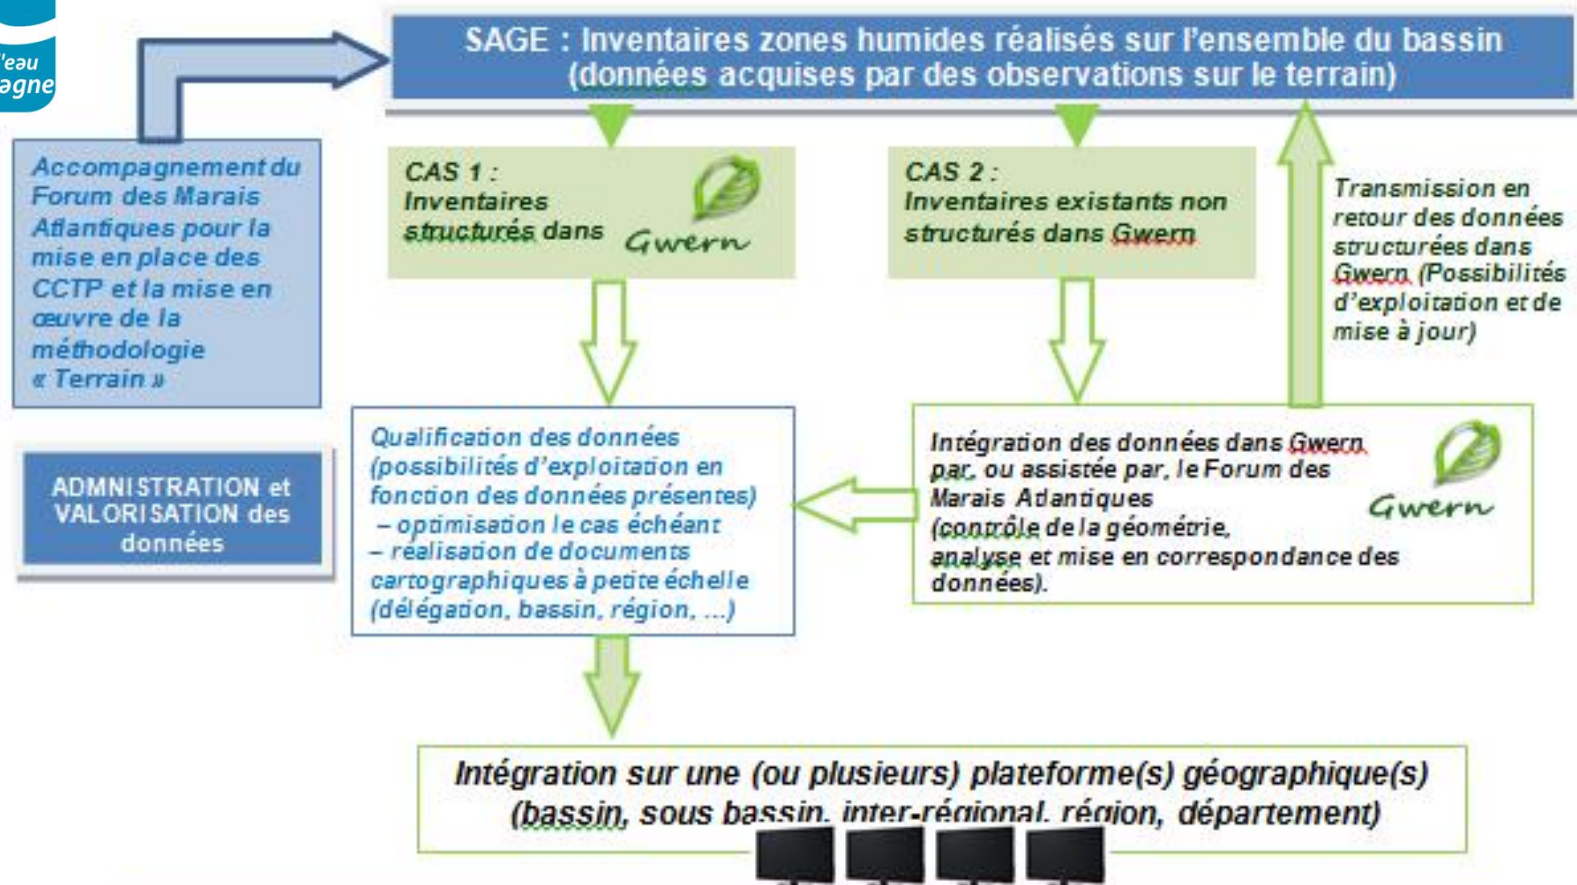 l'eau
agne
SAGE : Inventaires zones humides réalisés sur l'ensemble du bassin
(données acquises par des observations sur le terrain)
Accompagnement du
Forum des Marais
Atlantiques pour la
mise en place des
CCTP et la mise en
œuvre de la
méthodologie
« Terrain »
CAS 1 :
Inventaires
structurés dans
Gwern
CAS 2 :
Inventaires existants non
structurés dans Gwern
Transmission en
retour des données
structurées dans
Gwern (Possibilités
d'exploitation et de
mise à jour)
ADMNISTRATION et
VALORISATION des
données
Qualification des données
(possibilités d'exploitation en
fonction des données présentes)
– optimisation le cas échéant
– réalisation de documents
cartographiques à petite échelle
(délégation, bassin, région, ...)
Intégration des données dans Gwern
par, ou assistée par, le Forum des
Marais Atlantiques
(contrôle de la géométrie,
analyse et mise en correspondance des
données).
Gwern
Intégration sur une (ou plusieurs) plateforme(s) géographique(s)
(bassin, sous bassin, inter-régional, région, département)